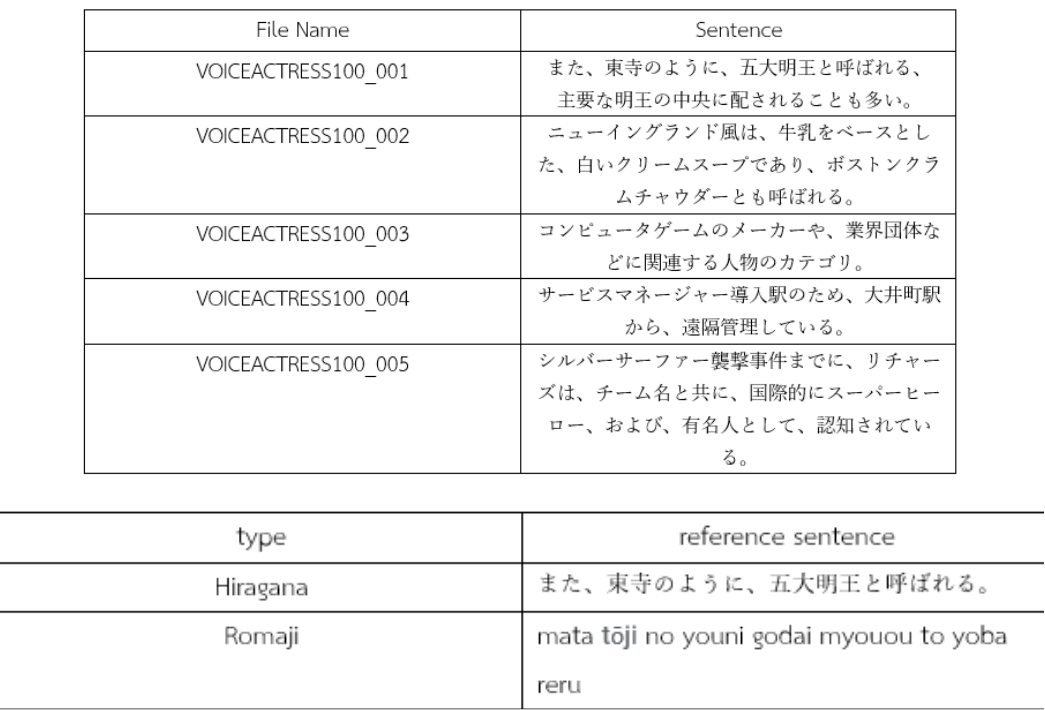 File Name Sentence
VOICEACTRESS100_001 また、東寺のように、五大明王と呼ばれる、
主要な明王の中央に配されることも多い。
VOICEACTRESS100_002 ニューイングランド風は、牛乳をベースとし
た、白いクリームスープであり、ボストンクラ
ムチャウダーとも呼ばれる。
VOICEACTRESS100_003 コンピュータゲームのメーカーや、業界団体な
どに関連する人物のカテゴリ。
VOICEACTRESS100_004 サービスマネージャー導入駅のため、大井町駅
から、遠隔管理している。
VOICEACTRESS100_005 シルバーサーファー襲撃事件までに、リチャー
ズは、チーム名と共に、国際的にスーパーヒー
ロー、および、有名人として、認知されてい
る。
type reference sentence
Hiragana また、東寺のように、五大明王と呼ばれる。
Romaji mata tōji no youni godai myouou to yoba
reru